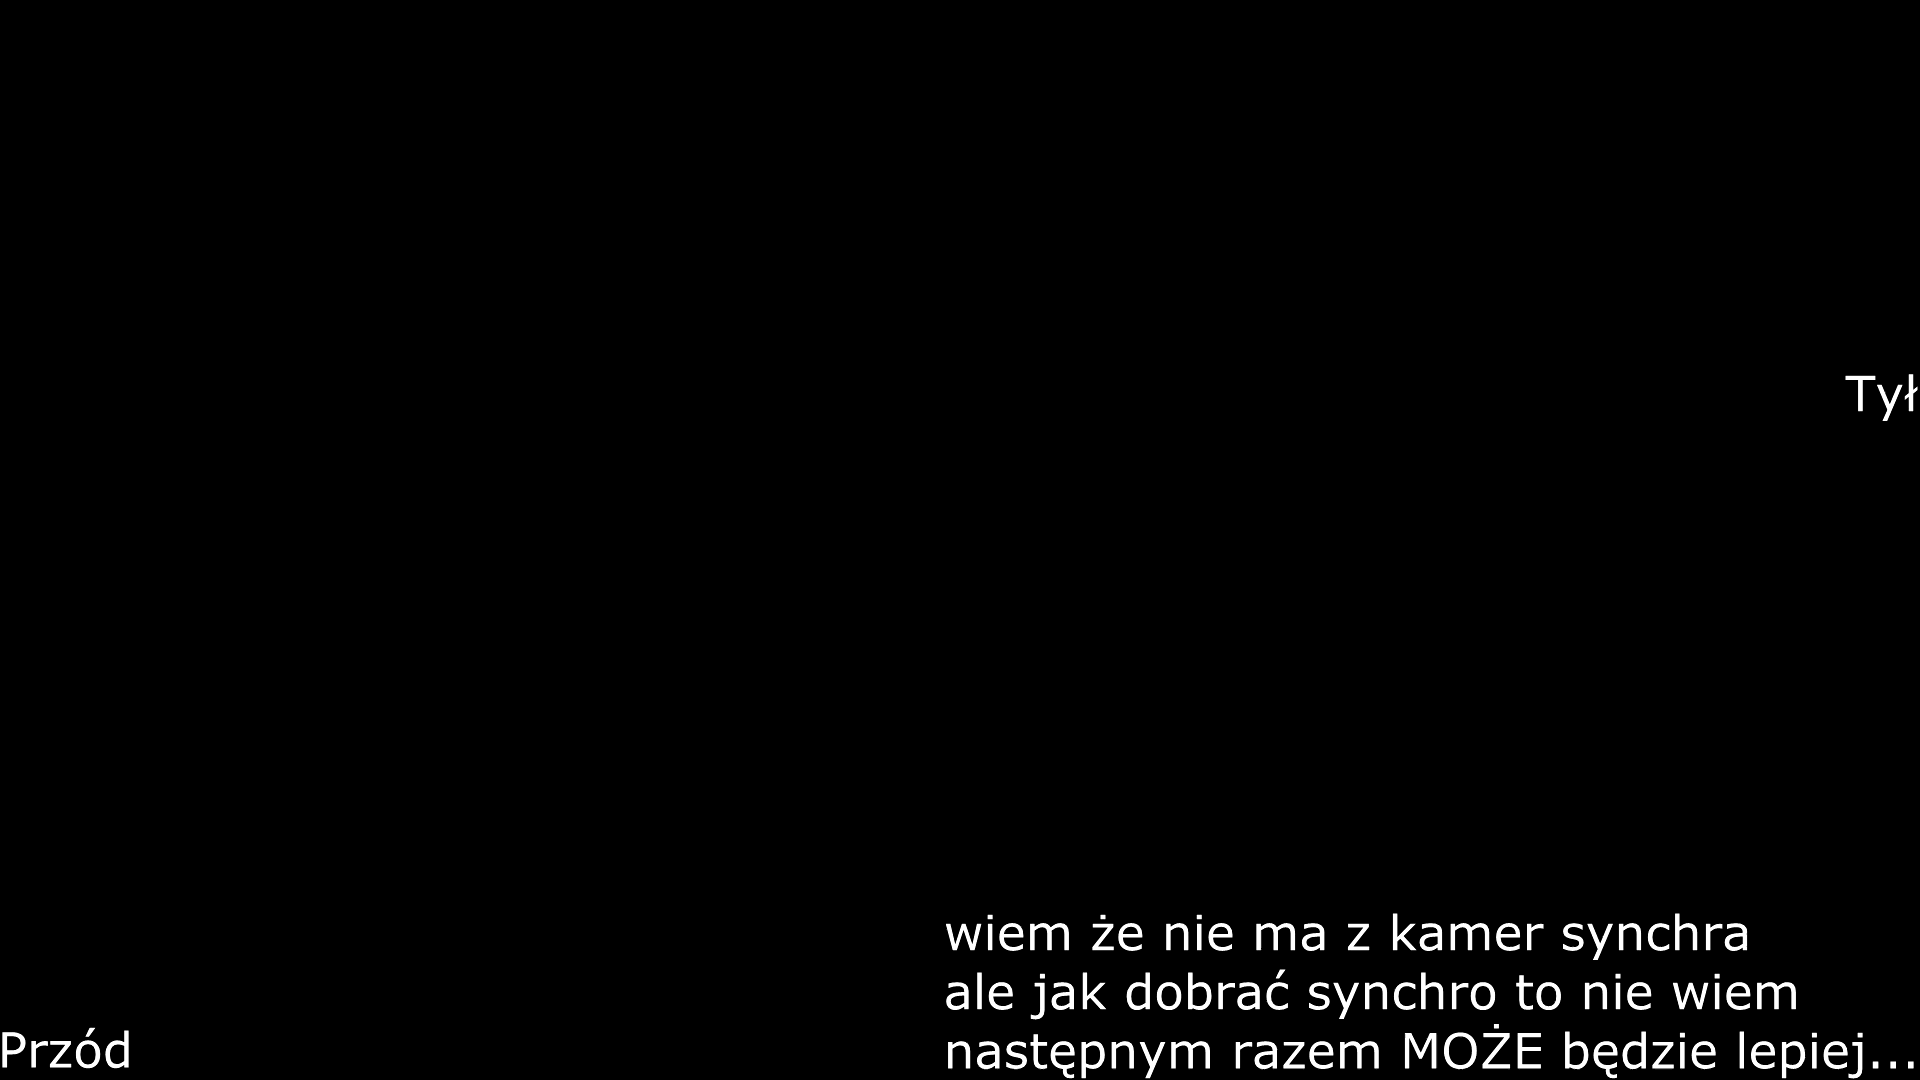 Tył
wiem że nie ma z kamer synchra
ale jak dobrać synchro to nie wiem
następnym razem MOŻE będzie lepiej...
Przód